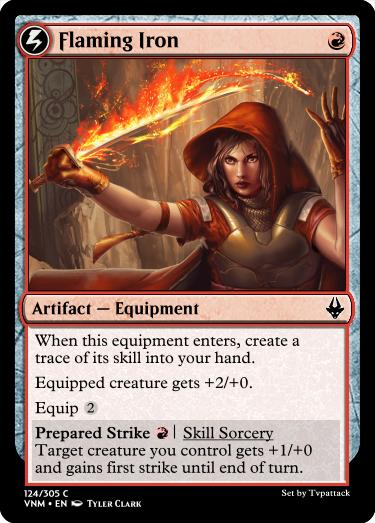 Flaming Iron
Artifact — Equipment
When this equipment enters, create a
trace of its skill into your hand.
Equipped creature gets +2/+0.
Equip 2
Prepared Strike | Skill Sorcery
Target creature you control gets +1/+0
and gains first strike until end of turn.
124/305 C
VNM • EN Tyler Clark
Set by Tvpattack